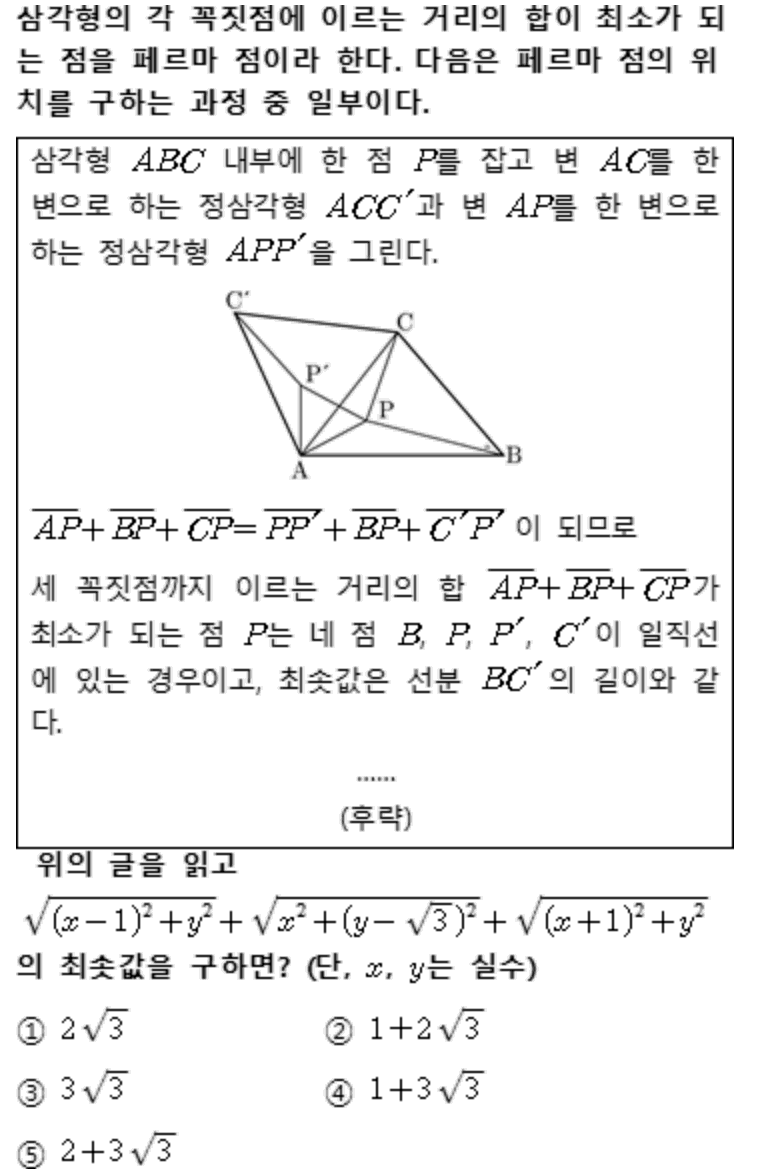 삼각형의 각 꼭짓점에 이르는 거리의 합이 최소가 되
는 점을 페르마 점이라 한다. 다음은 페르마 점의 위
치를 구하는 과정 중 일부이다.
삼각형 ABC 내부에 한 점 P를 잡고 변 AC를 한
변으로 하는 정삼각형 ACC′과 변 AP를 한 변으로
하는 정삼각형 APP′을 그린다.
C′
C
P′
P
A
B
A̅P̅+B̅P̅+C̅P̅=P̅P̅′+B̅P̅+C̅′P̅′ 이 되므로
세 꼭짓점까지 이르는 거리의 합 A̅P̅+B̅P̅+C̅P̅가
최소가 되는 점 P는 네 점 B, P, P′, C′이 일직선
에 있는 경우이고, 최솟값은 선분 BC′의 길이와 같
다.
······
(후략)
위의 글을 읽고
√((x−1)²+y²)+√(x²+(y−√3)²)+√((x+1)²+y²)
의 최솟값을 구하면? (단, x, y는 실수)
① 2√3 ② 1+2√3
③ 3√3 ④ 1+3√3
⑤ 2+3√3